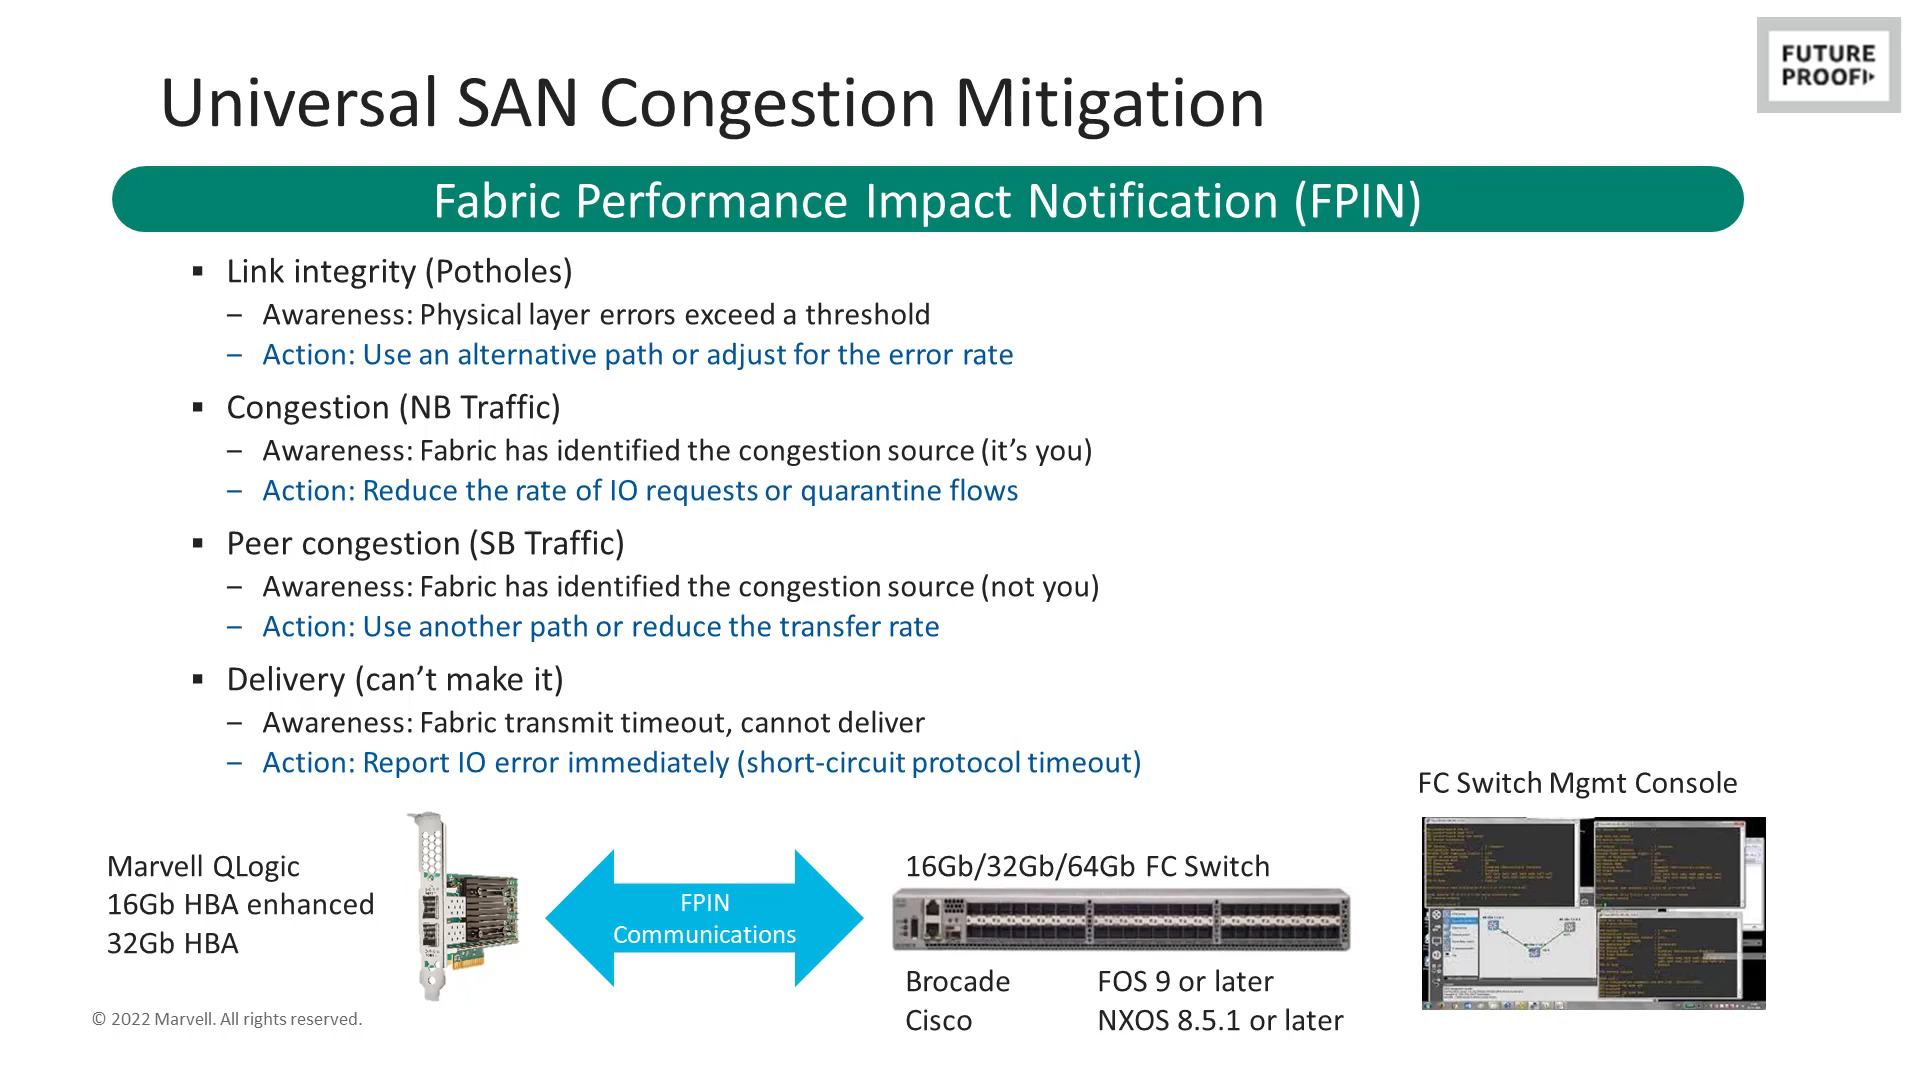 FUTURE
PROOF
Universal SAN Congestion Mitigation
Fabric Performance Impact Notification (FPIN)
▪ Link integrity (Potholes)
– Awareness: Physical layer errors exceed a threshold
– Action: Use an alternative path or adjust for the error rate
▪ Congestion (NB Traffic)
– Awareness: Fabric has identified the congestion source (it’s you)
– Action: Reduce the rate of IO requests or quarantine flows
▪ Peer congestion (SB Traffic)
– Awareness: Fabric has identified the congestion source (not you)
– Action: Use another path or reduce the transfer rate
▪ Delivery (can’t make it)
– Awareness: Fabric transmit timeout, cannot deliver
– Action: Report IO error immediately (short-circuit protocol timeout)
FC Switch Mgmt Console
Marvell QLogic
16Gb HBA enhanced
32Gb HBA
FPIN
Communications
16Gb/32Gb/64Gb FC Switch
Brocade FOS 9 or later
Cisco NXOS 8.5.1 or later
© 2022 Marvell. All rights reserved.